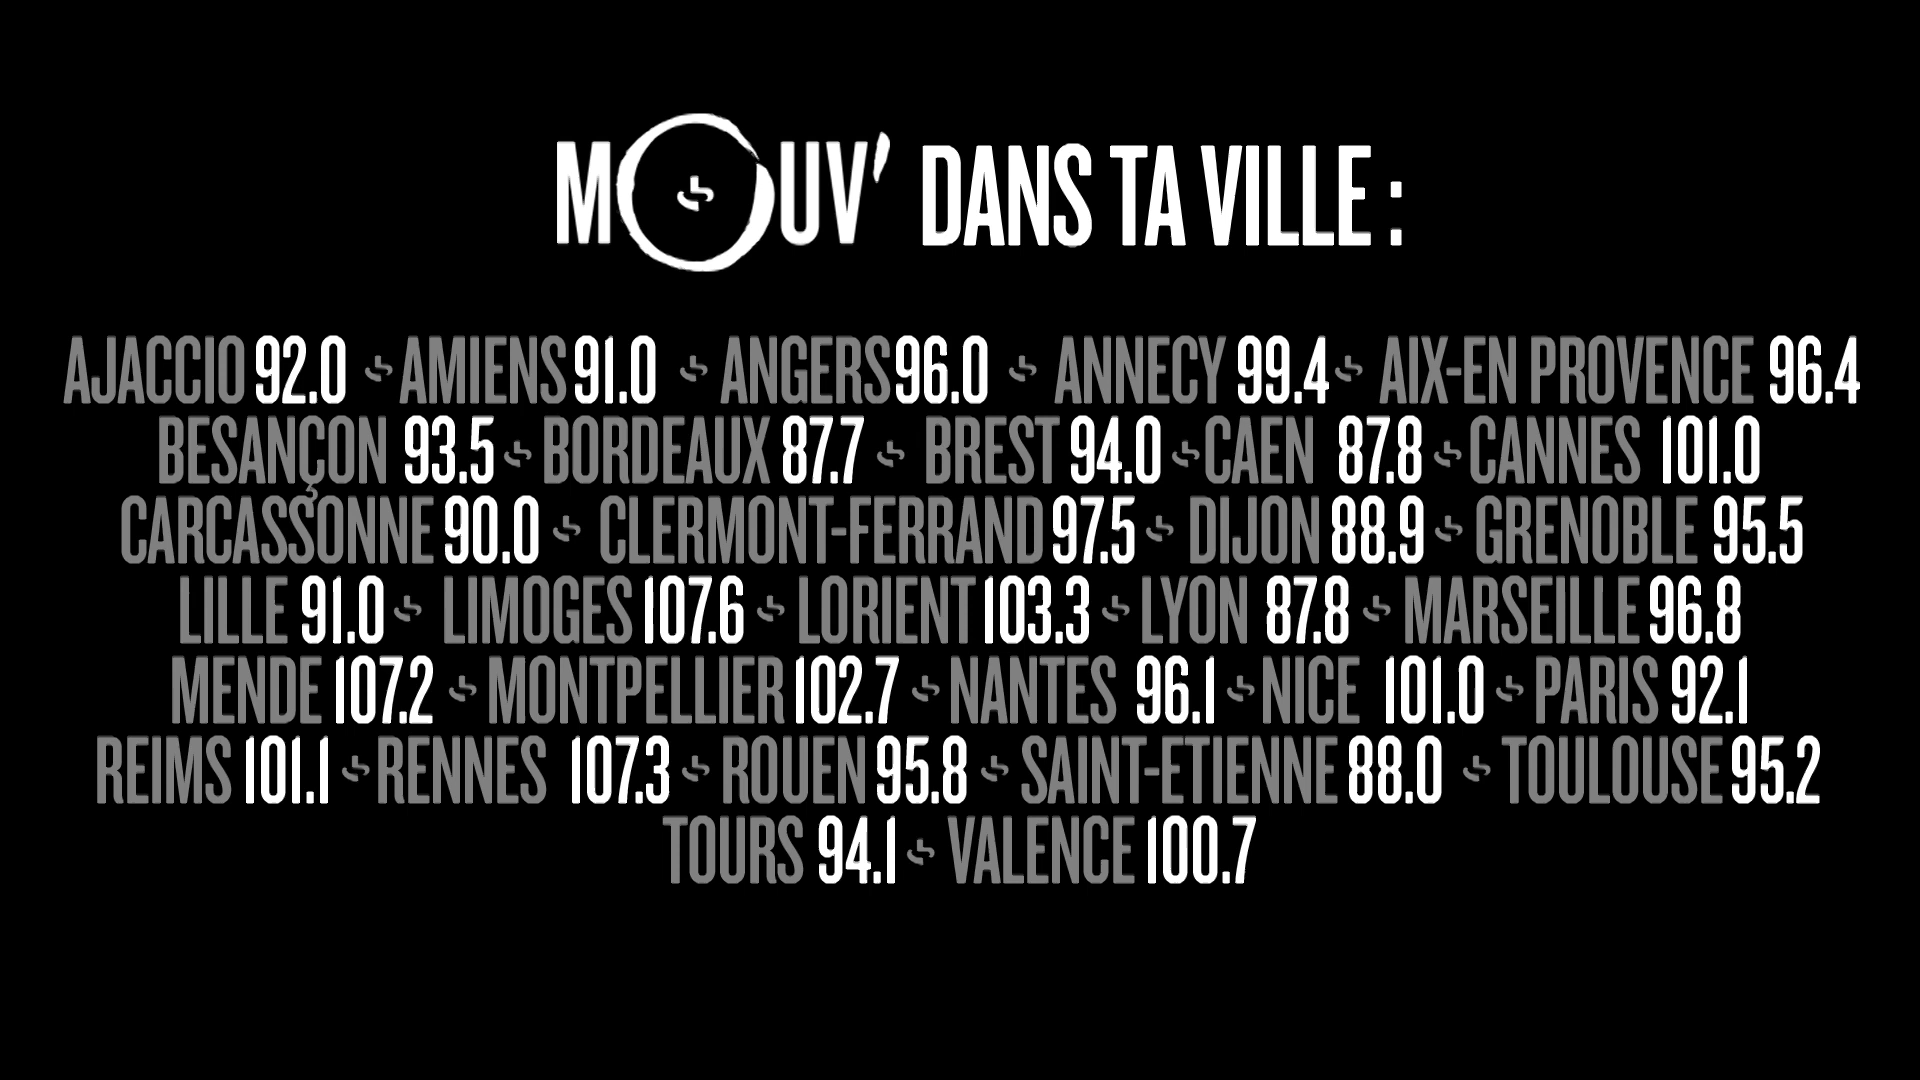 MOUV' DANS TA VILLE :
AJACCIO 92.0 AMIENS 91.0 ANGERS 96.0 ANNECY 99.4 AIX-EN PROVENCE 96.4
BESANÇON 93.5 BORDEAUX 87.7 BREST 94.0 CAEN 87.8 CANNES 101.0
CARCASSONNE 90.0 CLERMONT-FERRAND 97.5 DIJON 88.9 GRENOBLE 95.5
LILLE 91.0 LIMOGES 107.6 LORIENT 103.3 LYON 87.8 MARSEILLE 96.8
MENDE 107.2 MONTPELLIER 102.7 NANTES 96.1 NICE 101.0 PARIS 92.1
REIMS 101.1 RENNES 107.3 ROUEN 95.8 SAINT-ETIENNE 88.0 TOULOUSE 95.2
TOURS 94.1 VALENCE 100.7